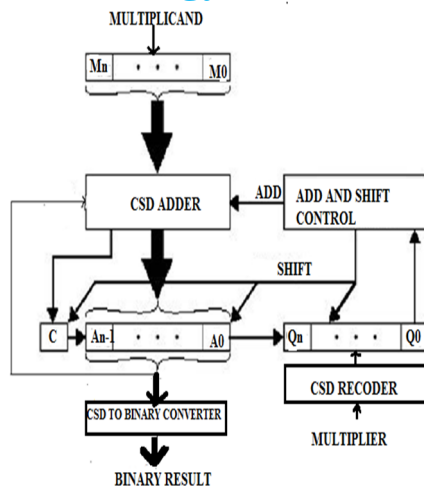 MULTIPLICAND
Mn . . . M0
CSD ADDER
ADD
ADD AND SHIFT
CONTROL
SHIFT
C
An-1 . . . A0
Qn . . . Q0
CSD RECODER
CSD TO BINARY CONVERTER
MULTIPLIER
BINARY RESULT